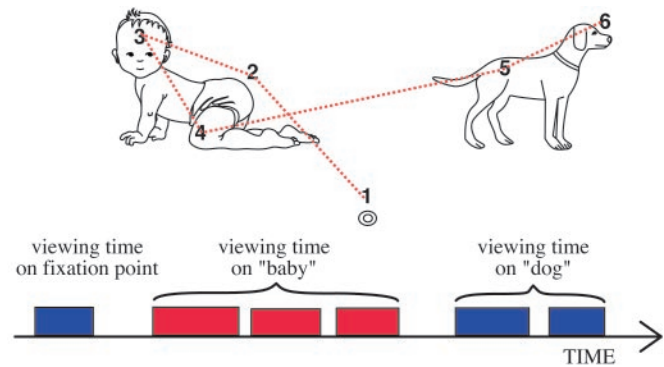 3
6
2
5
4
1
viewing time
on fixation point
viewing time
on "baby"
viewing time
on "dog"
TIME